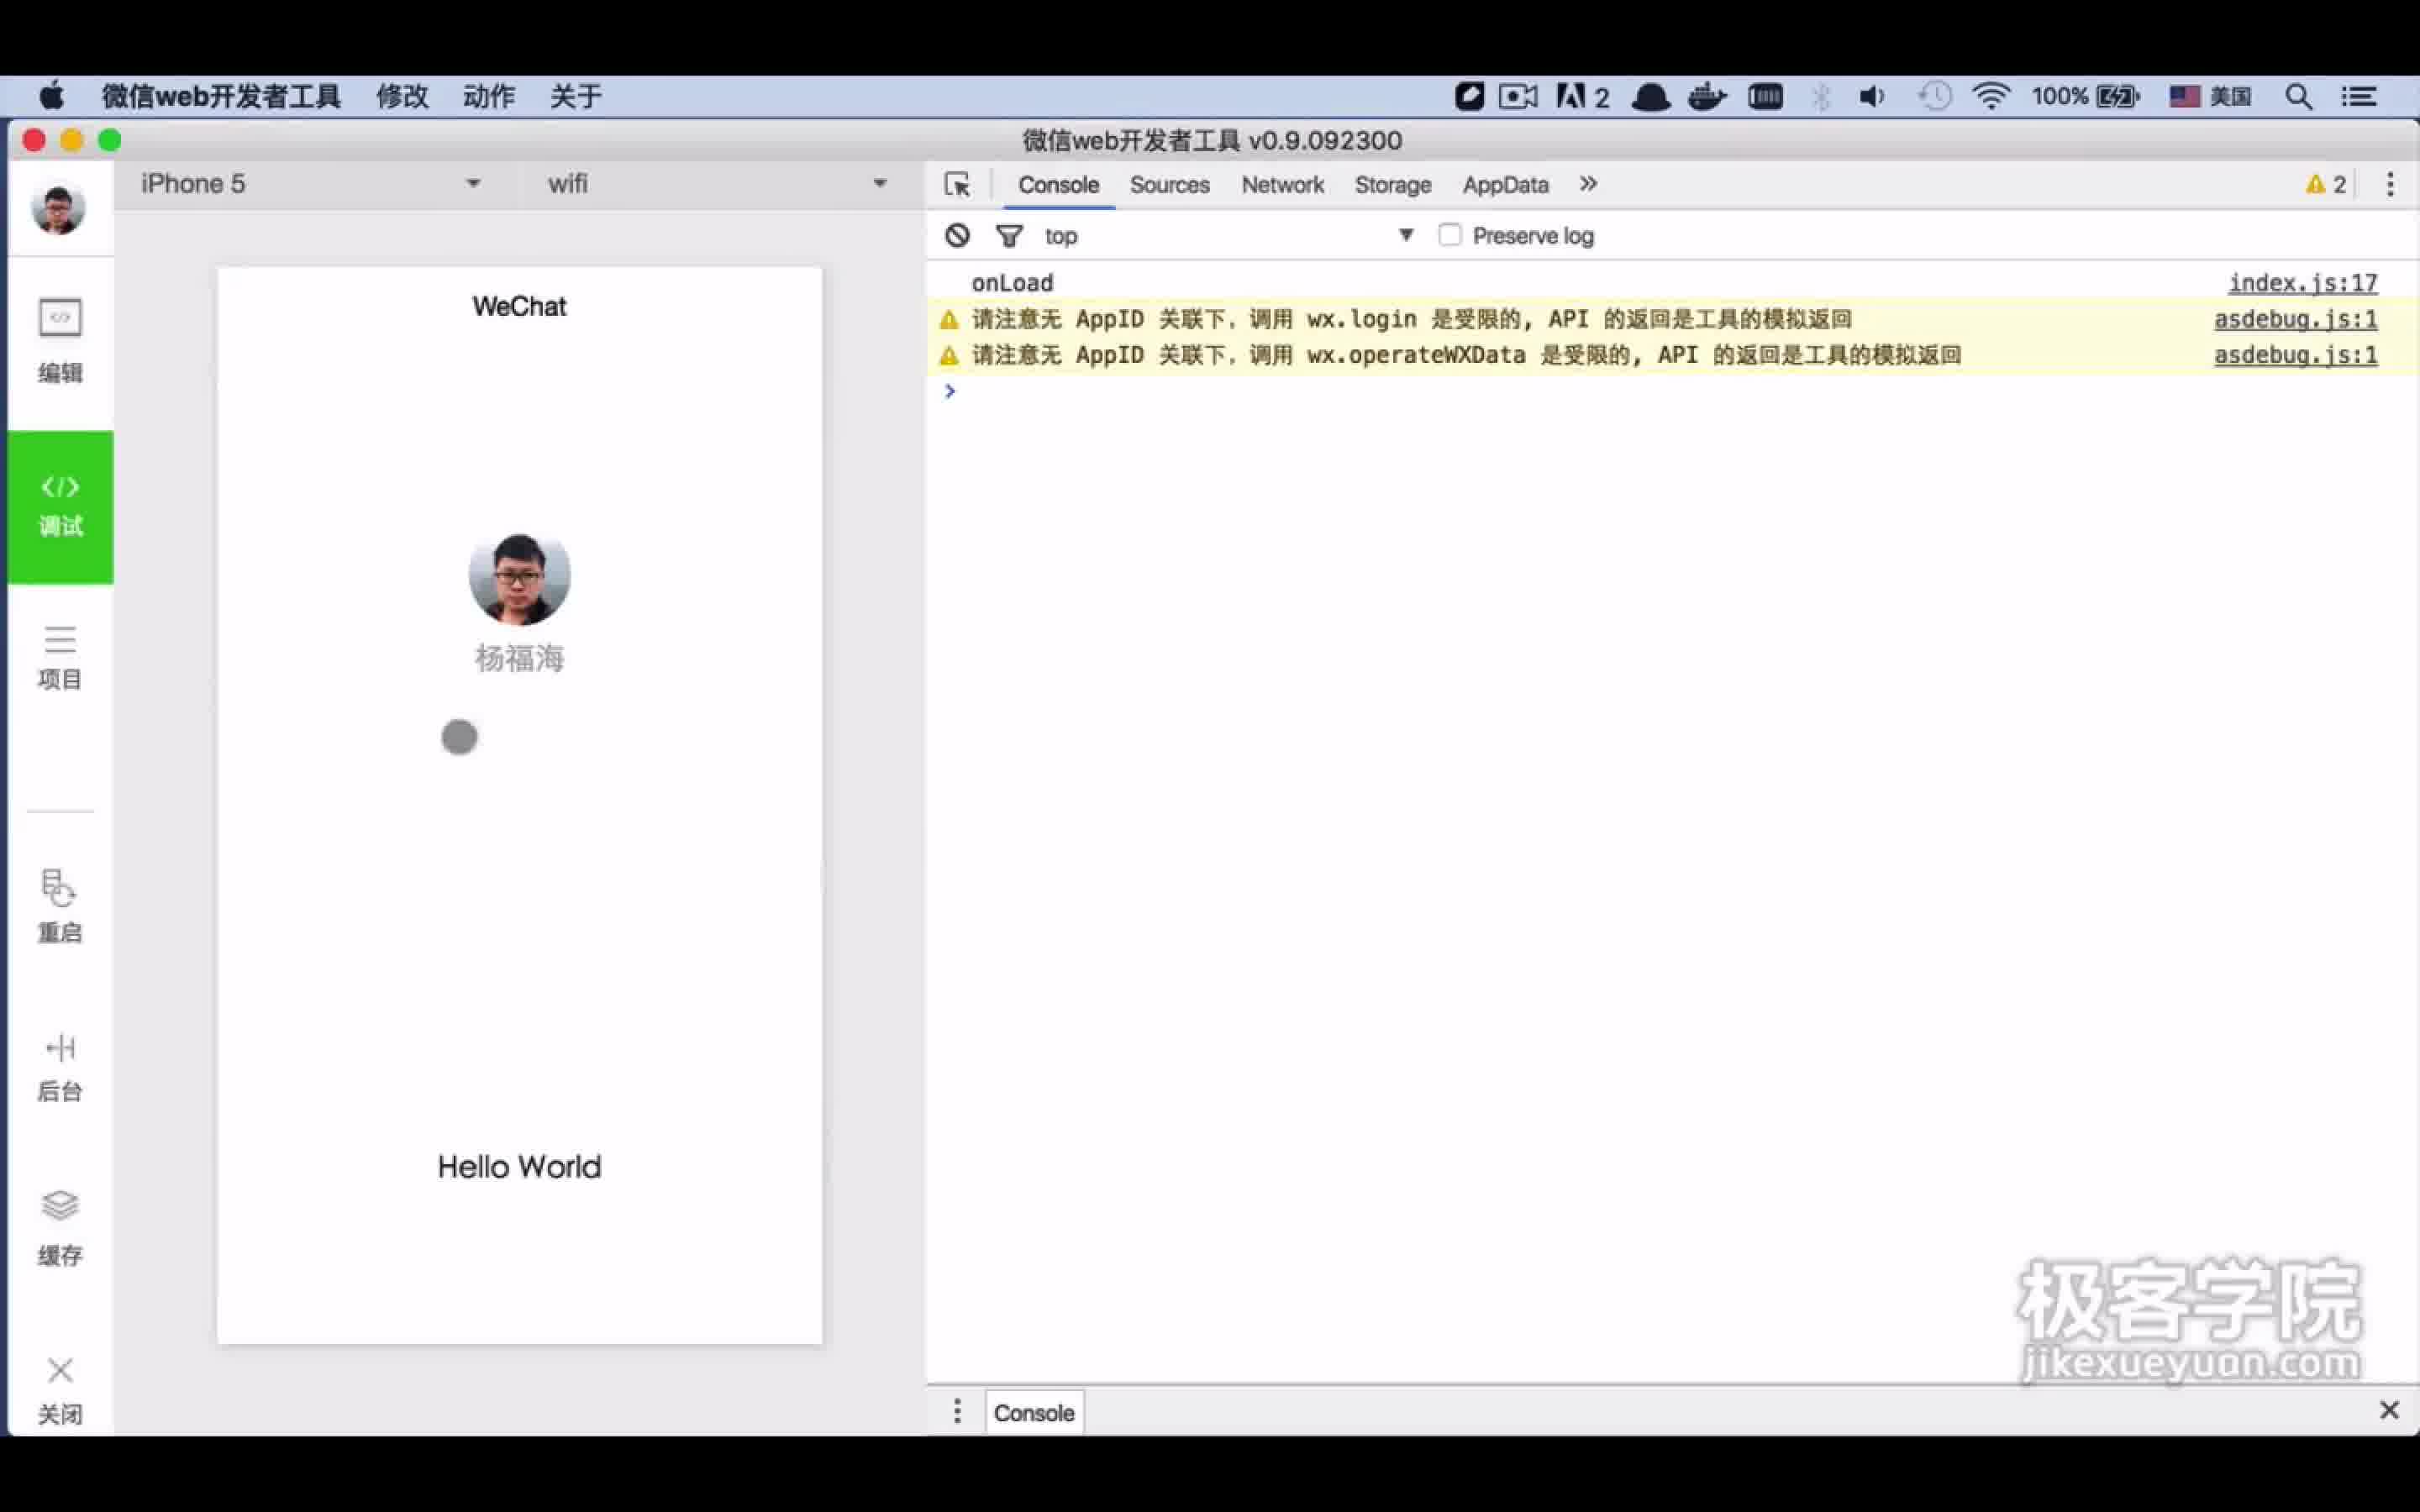 微信web开发者工具 修改 动作 关于 2 100% 美国
微信web开发者工具 v0.9.092300
iPhone 5 wifi Console Sources Network Storage AppData » 2
top Preserve log
编辑
调试
项目
重启
后台
缓存
关闭
WeChat
杨福海
Hello World
onLoad index.js:17
请注意无 AppID 关联下，调用 wx.login 是受限的, API 的返回是工具的模拟返回 asdebug.js:1
请注意无 AppID 关联下，调用 wx.operateWXData 是受限的, API 的返回是工具的模拟返回 asdebug.js:1
极客学院
jikexueyuan.com
Console